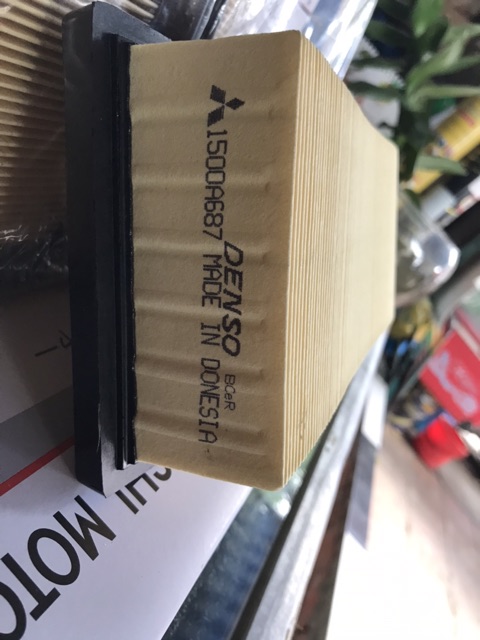 1500A687
DENSO
BCeR
MADE IN DONESIA
MOTO